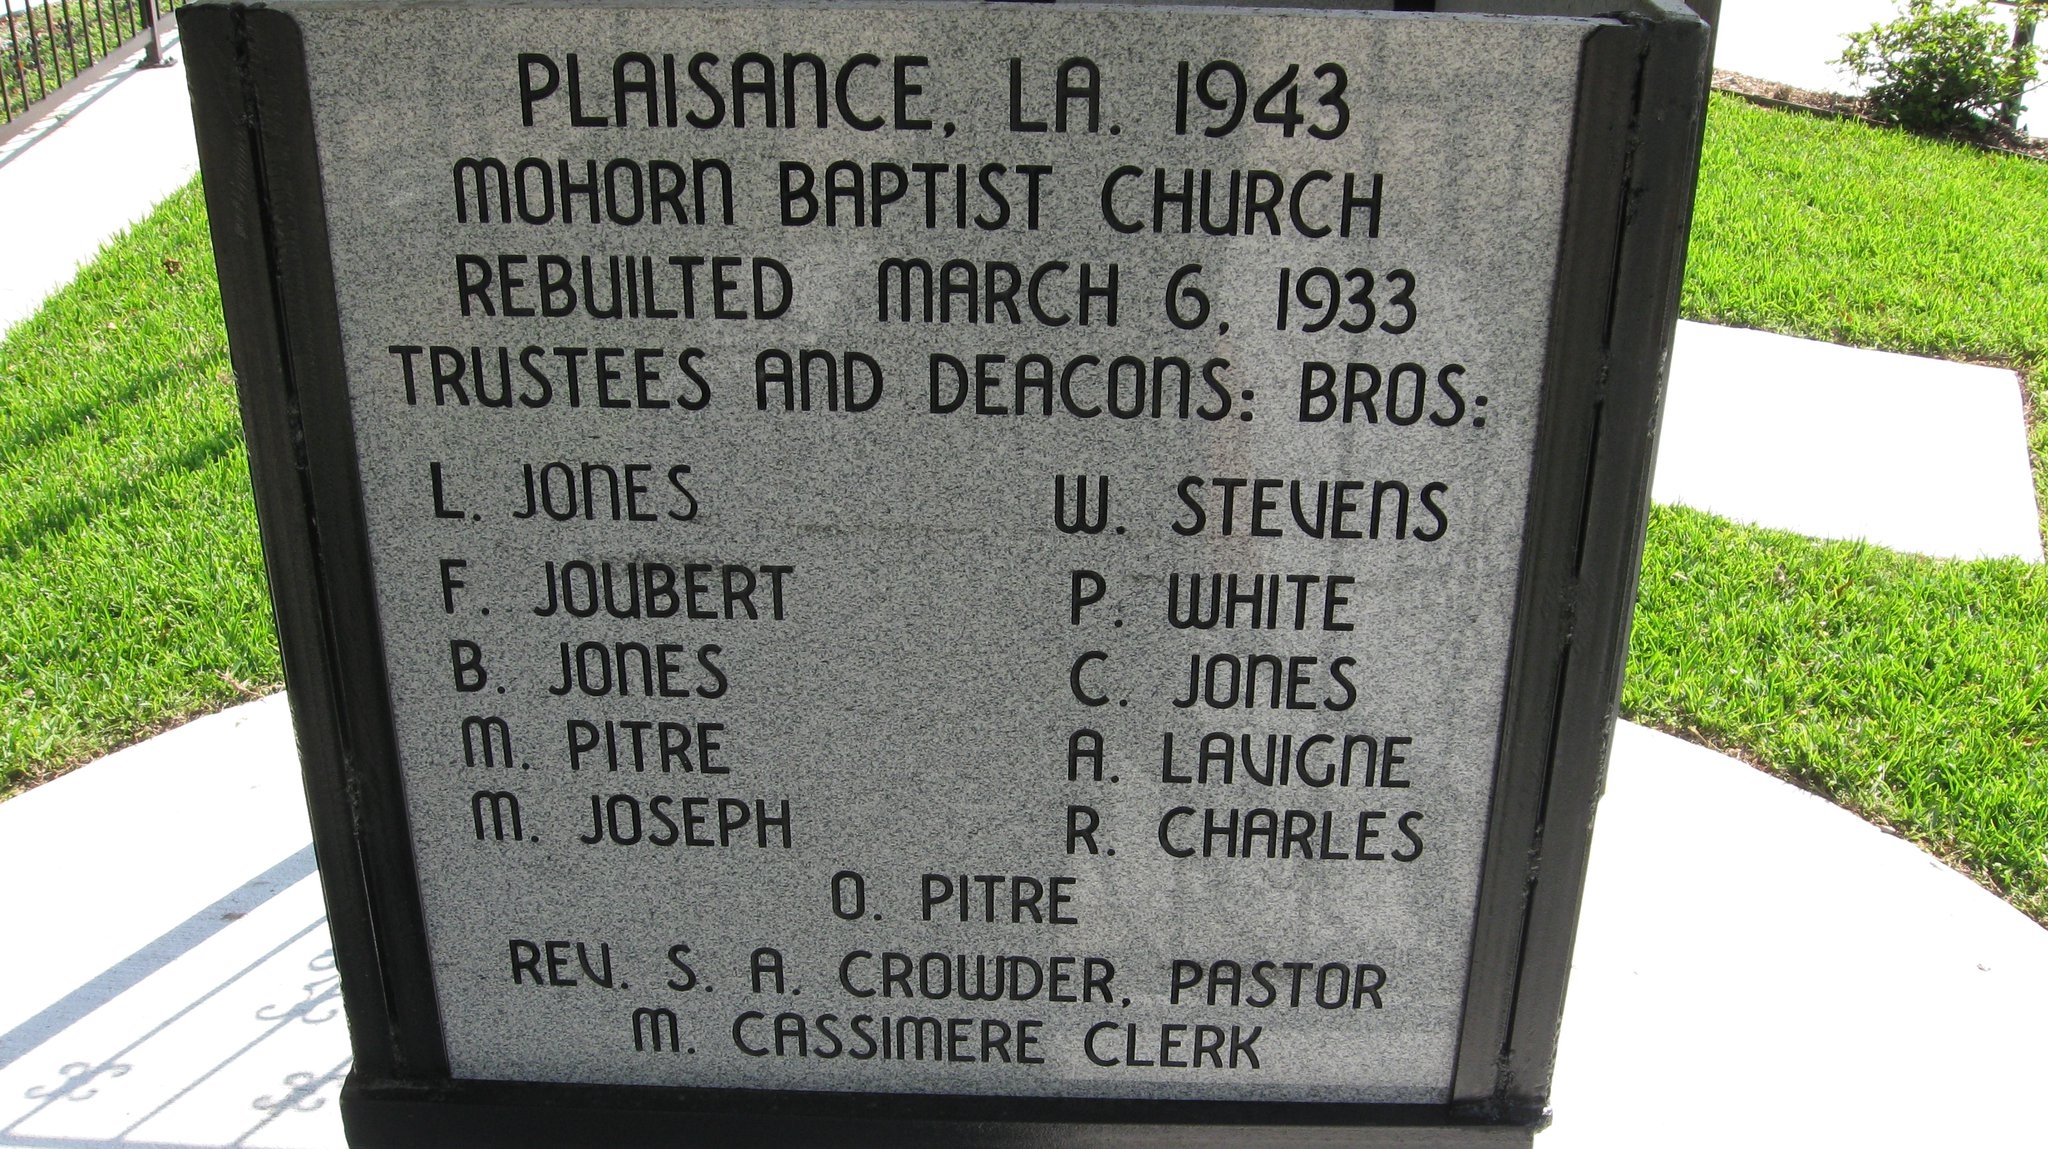 PLAISANCE, LA. 1943
MOHORN BAPTIST CHURCH
REBUILTED MARCH 6, 1933
TRUSTEES AND DEACONS: BROS:
L. JONES W. STEVENS
F. JOUBERT P. WHITE
B. JONES C. JONES
M. PITRE A. LAVIGNE
M. JOSEPH R. CHARLES
O. PITRE
REV. S. A. CROWDER, PASTOR
M. CASSIMERE CLERK